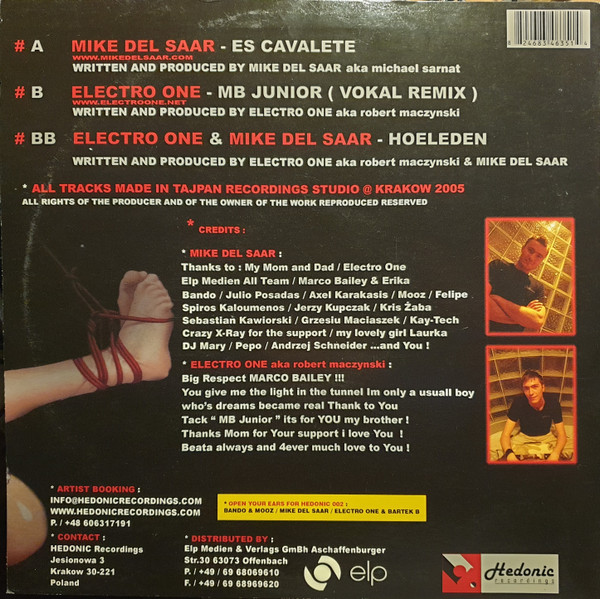 # A MIKE DEL SAAR - ES CAVALETE
WWW.MIKEDELSAAR.COM
WRITTEN AND PRODUCED BY MIKE DEL SAAR aka michael sarnat
# B ELECTRO ONE - MB JUNIOR ( VOKAL REMIX )
WWW.ELECTROONE.NET
WRITTEN AND PRODUCED BY ELECTRO ONE aka robert maczynski
# BB ELECTRO ONE & MIKE DEL SAAR - HOELEDEN
WRITTEN AND PRODUCED BY ELECTRO ONE aka robert maczynski & MIKE DEL SAAR
* ALL TRACKS MADE IN TAJPAN RECORDINGS STUDIO @ KRAKOW 2005
ALL RIGHTS OF THE PRODUCER AND OF THE OWNER OF THE WORK REPRODUCED RESERVED
* CREDITS :
* MIKE DEL SAAR :
Thanks to : My Mom and Dad / Electro One
Elp Medien All Team / Marco Bailey & Erika
Bando / Julio Posadas / Axel Karakasis / Mooz / Felipe
Spiros Kaloumenos / Jerzy Kupczak / Kris Żaba
Sebastian Kawiorski / Grzesiu Maciaszek / Kay-Tech
Crazy X-Ray for the support / my lovely girl Laurka
DJ Mary / Pepo / Andrzej Schneider ...and You !
* ELECTRO ONE aka robert maczynski :
Big Respect MARCO BAILEY !!!
You give me the light in the tunnel Im only a usuall boy
who's dreams became real Thank to You
Tack " MB Junior " its for YOU my brother !
Thanks Mom for Your support i love You !
Beata always and 4ever much love to You !
* ARTIST BOOKING :
INFO@HEDONICRECORDINGS.COM
WWW.HEDONICRECORDINGS.COM
P. / +48 606317191
* CONTACT :
HEDONIC Recordings
Jesionowa 3
Krakow 30-221
Poland
* OPEN YOUR EARS FOR HEDONIC 002 :
BANDO & MOOZ / MIKE DEL SAAR / ELECTRO ONE & BARTEK B
* DISTRIBUTED BY :
Elp Medien & Verlags GmBh Aschaffenburger
Str.30 63073 Offenbach
P. / +49 / 69 68069610
F. / +49 / 69 68969620
elp
Hedonic
recordings